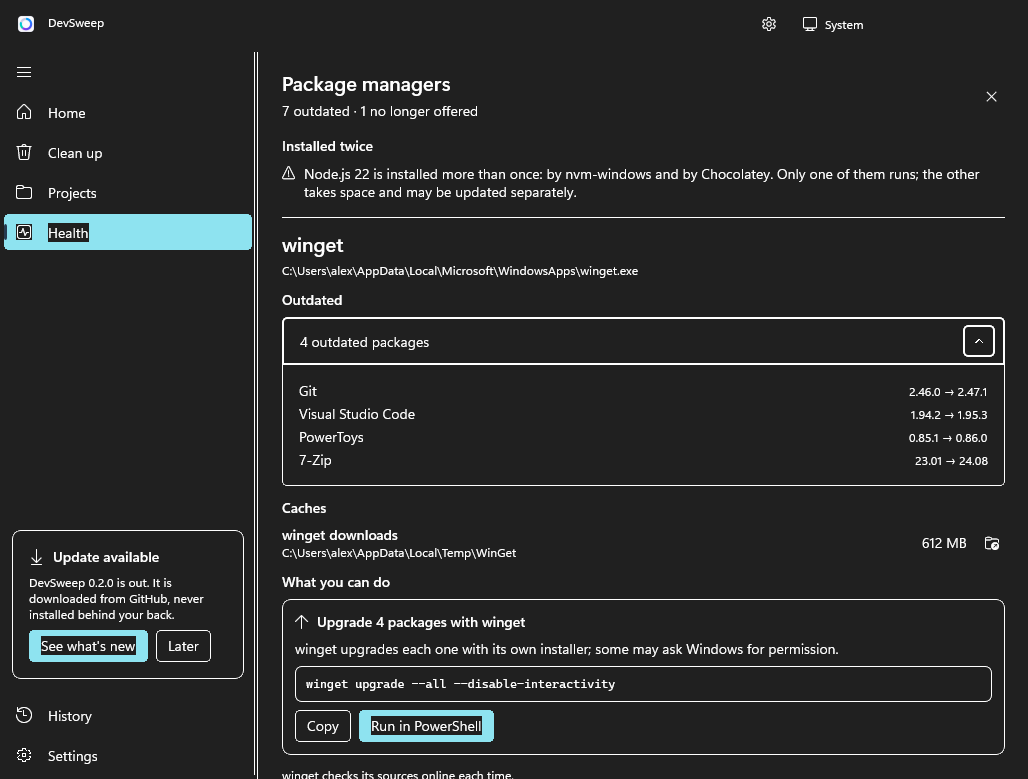 DevSweep
System
Home
Clean up
Projects
Health
Update available
DevSweep 0.2.0 is out. It is
downloaded from GitHub, never
installed behind your back.
See what's new
Later
History
Settings
Package managers
7 outdated · 1 no longer offered
Installed twice
Node.js 22 is installed more than once: by nvm-windows and by Chocolatey. Only one of them runs; the other
takes space and may be updated separately.
winget
C:\Users\alex\AppData\Local\Microsoft\WindowsApps\winget.exe
Outdated
4 outdated packages
Git 2.46.0 → 2.47.1
Visual Studio Code 1.94.2 → 1.95.3
PowerToys 0.85.1 → 0.86.0
7-Zip 23.01 → 24.08
Caches
winget downloads
C:\Users\alex\AppData\Local\Temp\WinGet
612 MB
What you can do
Upgrade 4 packages with winget
winget upgrades each one with its own installer; some may ask Windows for permission.
winget upgrade --all --disable-interactivity
Copy
Run in PowerShell
winget checks its sources online each time.